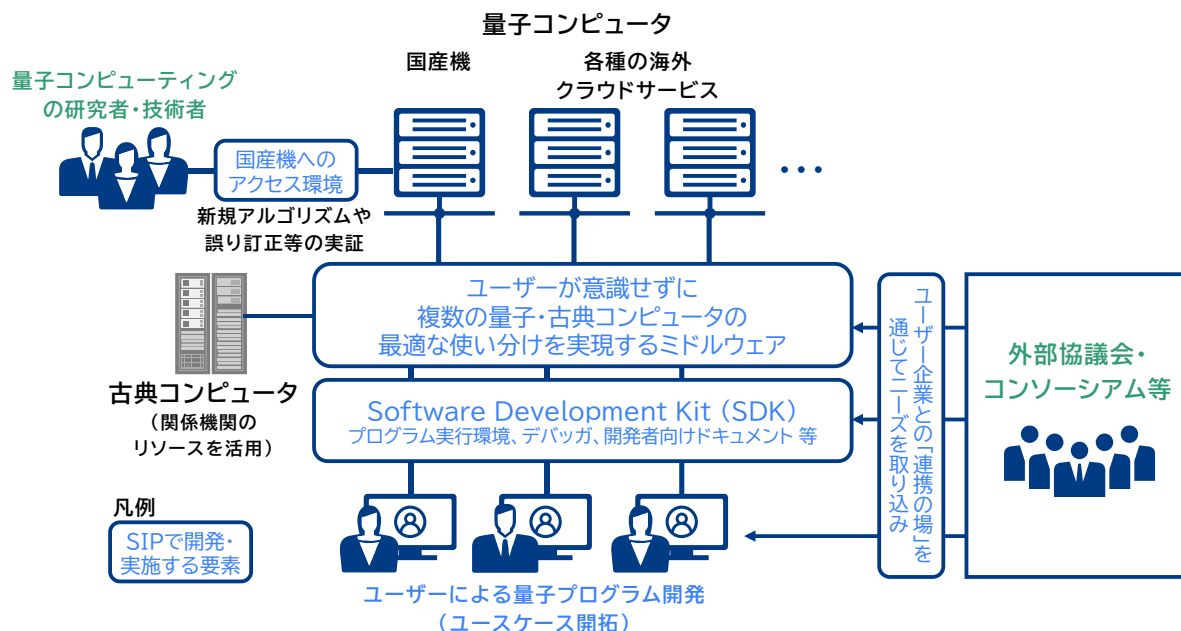 量子コンピュータ
国産機
各種の海外
クラウドサービス
量子コンピューティング
の研究者・技術者
国産機への
アクセス環境
新規アルゴリズムや
誤り訂正等の実証
・・・
ユーザーが意識せずに
複数の量子・古典コンピュータの
最適な使い分けを実現するミドルウェア
古典コンピュータ
（関係機関の
リソースを活用）
Software Development Kit（SDK）
プログラム実行環境、デバッガ、開発者向けドキュメント 等
ユーザー企業との「連携の場」を
通じてニーズを取り込み
外部協議会・
コンソーシアム等
凡例
SIPで開発・
実施する要素
ユーザーによる量子プログラム開発
（ユースケース開拓）